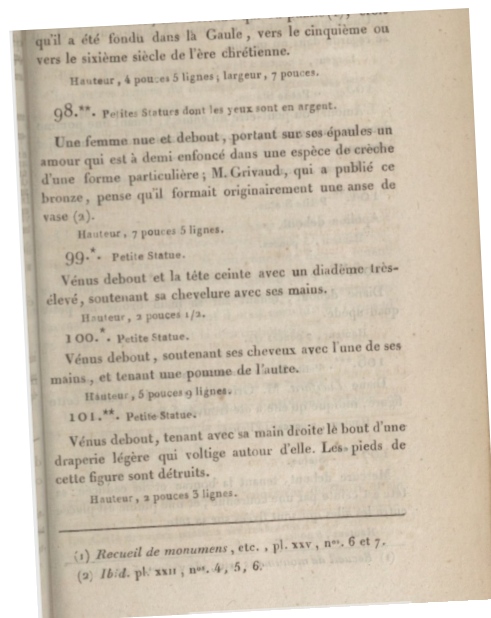 qu'il a été fondu dans la Gaule, vers le cinquième ou
vers le sixième siècle de l'ère chrétienne.
Hauteur, 4 pouces 5 lignes; largeur, 7 pouces.
98.**. Petites Statues dont les yeux sont en argent.
Une femme nue et debout, portant sur ses épaules un
amour qui est à demi enfoncé dans une espèce de crèche
d'une forme particulière; M. Grivaud, qui a publié ce
bronze, pense qu'il formait originairement une anse de
vase (2).
Hauteur, 7 pouces 5 lignes.
99.*. Petite Statue.
Vénus debout et la tête ceinte avec un diadême très-
élevé, soutenant sa chevelure avec ses mains.
Hauteur, 2 pouces 1/2.
100.*. Petite Statue.
Vénus debout, soutenant ses cheveux avec l'une de ses
mains, et tenant une pomme de l'autre.
Hauteur, 5 pouces 9 lignes.
101.**. Petite Statue.
Vénus debout, tenant avec sa main droite le bout d'une
draperie légère qui voltige autour d'elle. Les pieds de
cette figure sont détruits.
Hauteur, 2 pouces 3 lignes.
(1) Recueil de monumens, etc., pl. XXV, nos. 6 et 7.
(2) Ibid. pl. XXII, nos. 4, 5, 6.